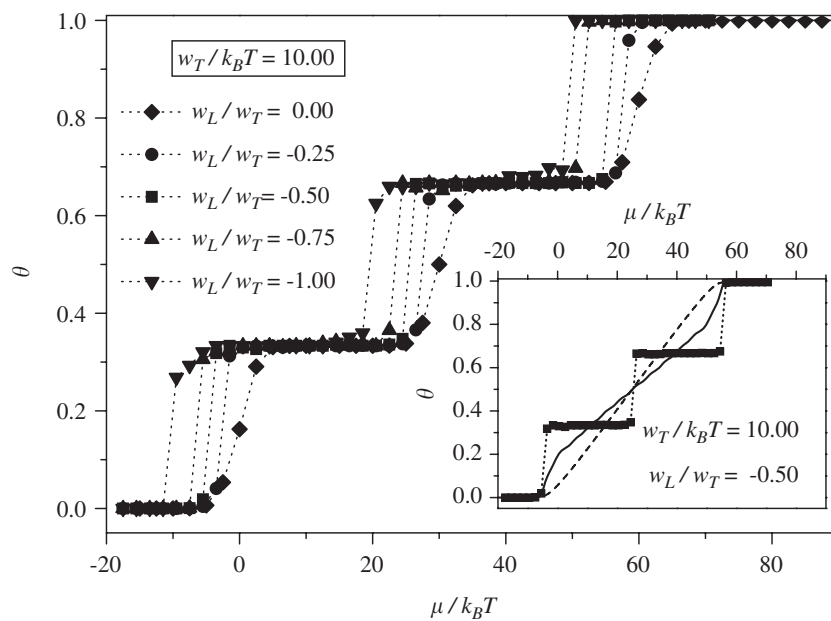 1.0
0.8
0.6
0.4
0.2
0.0
θ
w_T / k_BT = 10.00
w_L / w_T = 0.00
w_L / w_T = -0.25
w_L / w_T = -0.50
w_L / w_T = -0.75
w_L / w_T = -1.00
-20 0 20 40 60 80
μ / k_BT
μ / k_BT
-20 0 20 40 60 80
1.0
0.8
0.6
0.4
0.2
0.0
θ
w_T / k_BT = 10.00
w_L / w_T = -0.50